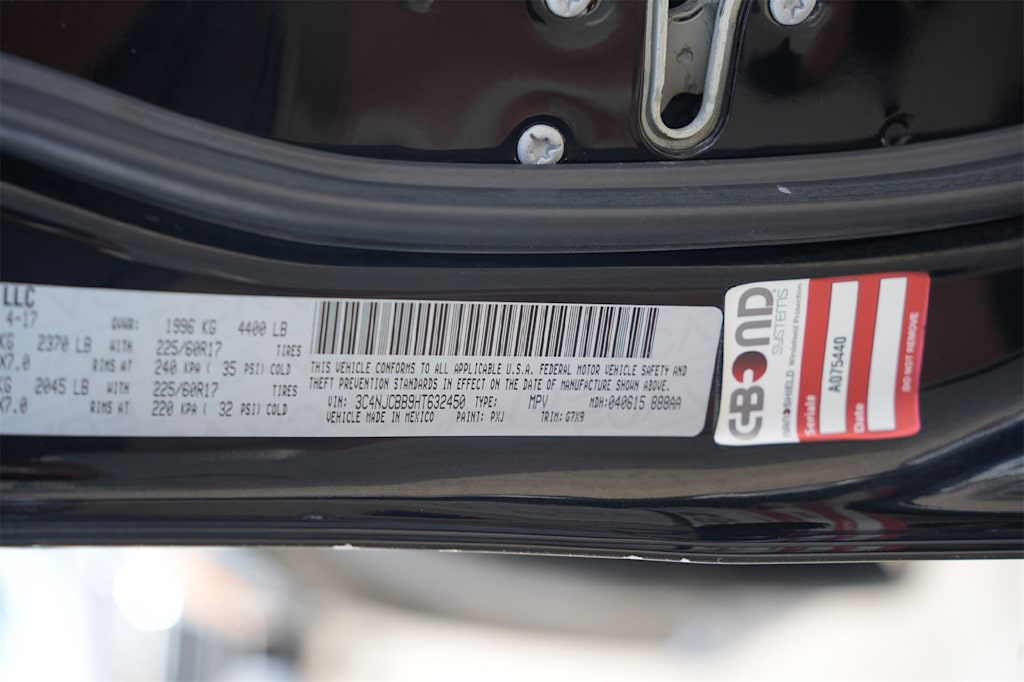 LLC
4-17
GVWR: 1996 KG 4400 LB
KG 2370 LB WITH 225/60R17 TIRES
X7.0 RIMS AT 240 KPA ( 35 PSI) COLD
KG 2045 LB WITH 225/60R17 TIRES
X7.0 RIMS AT 220 KPA ( 32 PSI) COLD
THIS VEHICLE CONFORMS TO ALL APPLICABLE U.S.A. FEDERAL MOTOR VEHICLE SAFETY AND
THEFT PREVENTION STANDARDS IN EFFECT ON THE DATE OF MANUFACTURE SHOWN ABOVE.
VIN: 3C4NJCBB9HT632450 TYPE: MPV MDH:040615 888AA
VEHICLE MADE IN MEXICO PAINT: PXJ TRIM: G7X9
C-BOND
SYSTEMS
NANOSHIELD Windshield Protection
Serial#
A075440
Date
DO NOT REMOVE